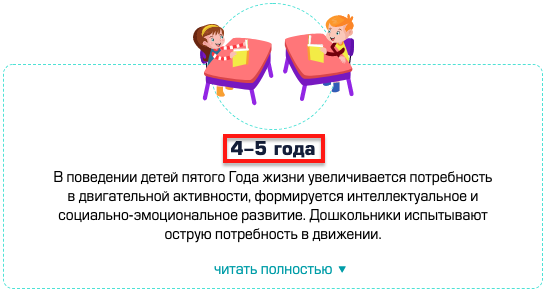 4–5 года
В поведении детей пятого Года жизни увеличивается потребность
в двигательной активности, формируется интеллектуальное и
социально-эмоциональное развитие. Дошкольники испытывают
острую потребность в движении.
читать полностью ▼